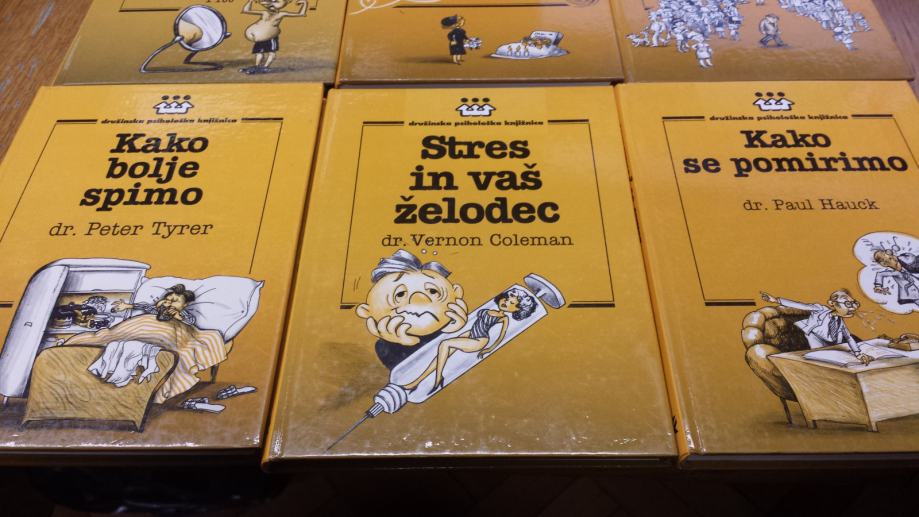 družinska psihološka knjižnica
Kako
bolje
spimo
dr. Peter Tyrer
družinska psihološka knjižnica
Stres
in vaš
želodec
dr. Vernon Coleman
družinska psihološka knjižnica
Kako
se pomirimo
dr. Paul Hauck